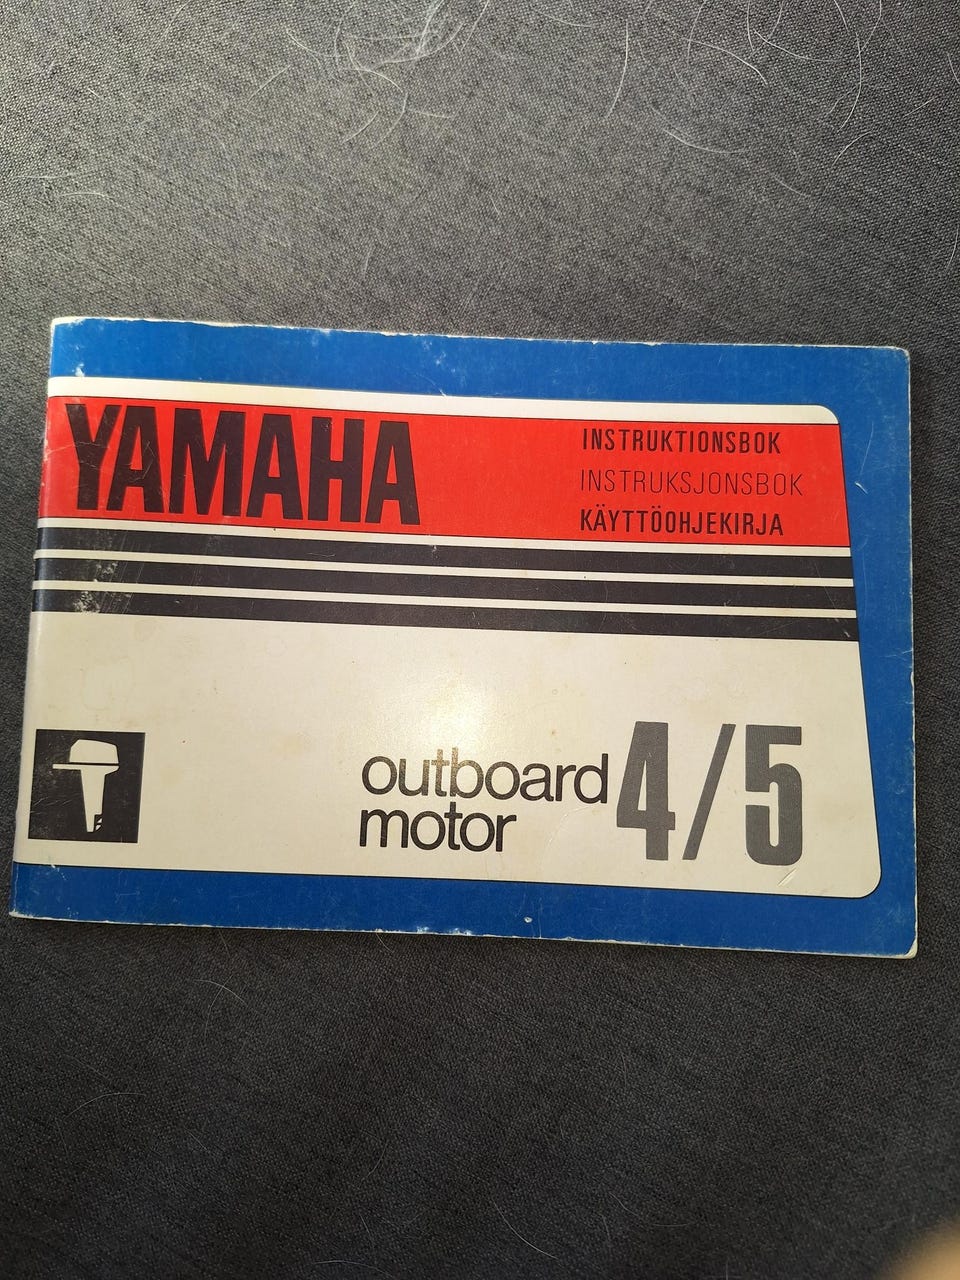 YAMAHA
INSTRUKTIONSBOK
INSTRUKSJONSBOK
KÄYTTÖOHJEKIRJA
outboard
motor
4/5